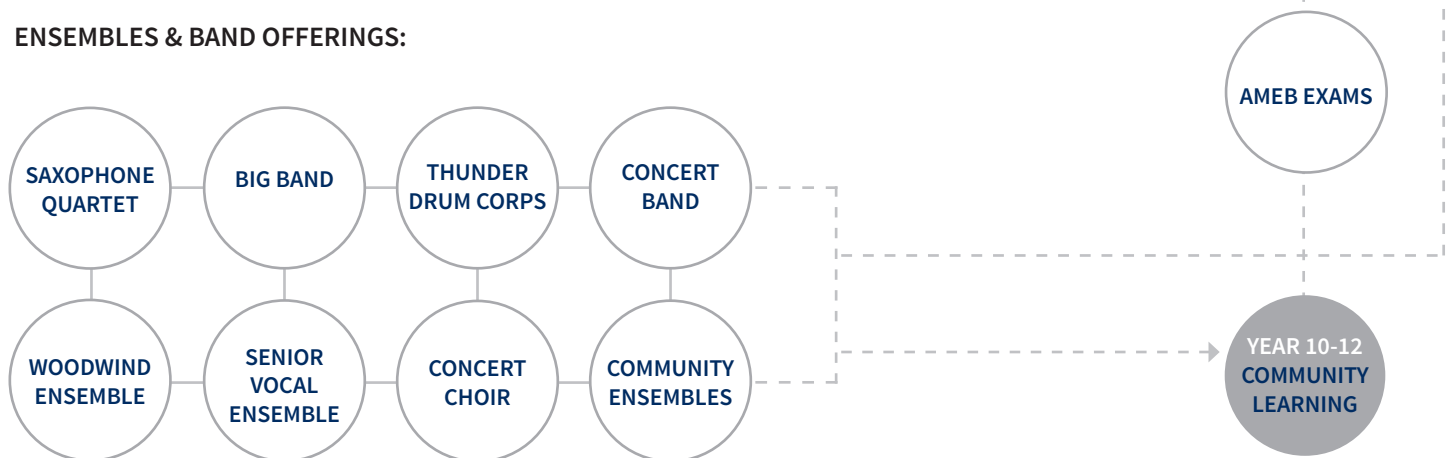 ENSEMBLES & BAND OFFERINGS:
AMEB EXAMS
SAXOPHONE
QUARTET
BIG BAND
THUNDER
DRUM CORPS
CONCERT
BAND
WOODWIND
ENSEMBLE
SENIOR
VOCAL
ENSEMBLE
CONCERT
CHOIR
COMMUNITY
ENSEMBLES
YEAR 10-12
COMMUNITY
LEARNING